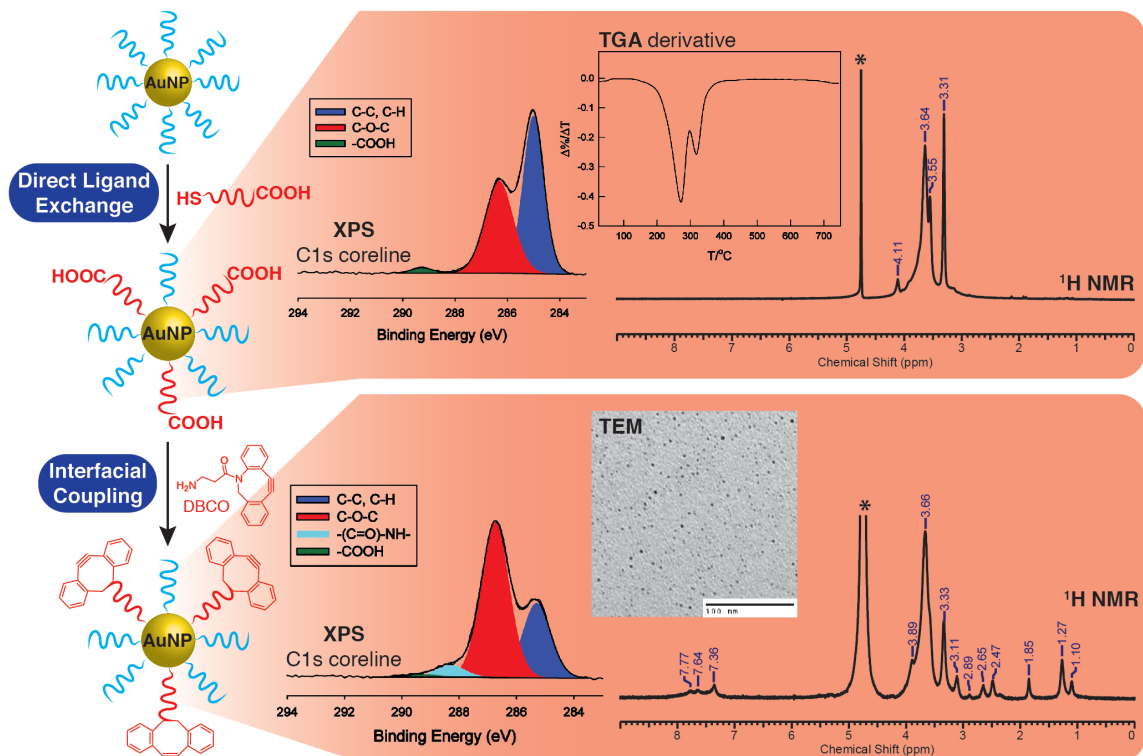 AuNP
Direct Ligand
Exchange
HS
COOH
HOOC
COOH
AuNP
COOH
Interfacial
Coupling
H2N
O
N
DBCO
AuNP
C-C, C-H
C-O-C
-COOH
XPS
C1s coreline
294 292 290 288 286 284
Binding Energy (eV)
TGA derivative
0.0
-0.1
-0.2
-0.3
-0.4
-0.5
Δ%/ΔT
100 200 300 400 500 600 700
T/°C
*
4.11
3.64
3.55
3.31
¹H NMR
8 7 6 5 4 3 2 1 0
Chemical Shift (ppm)
C-C, C-H
C-O-C
-(C=O)-NH-
-COOH
XPS
C1s coreline
294 292 290 288 286 284
Binding Energy (eV)
TEM
100 nm
*
7.77
7.64
7.36
3.89
3.66
3.33
3.11
2.89
2.65
2.47
1.85
1.27
1.10
¹H NMR
8 7 6 5 4 3 2 1 0
Chemical Shift (ppm)